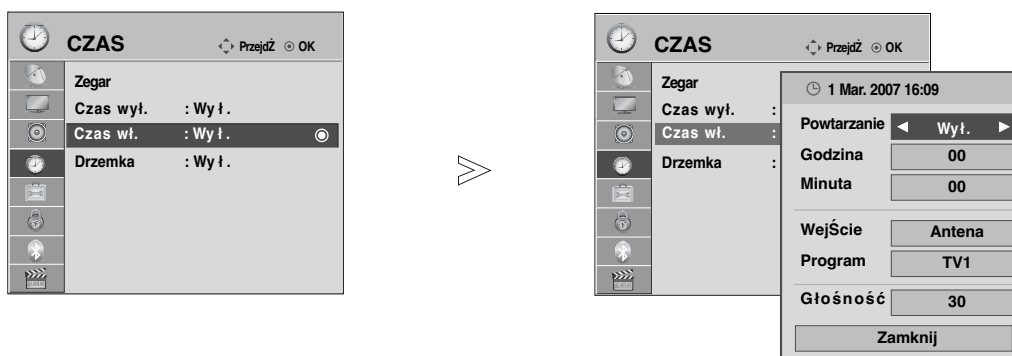 CZAS
PrzejdŹ OK
Zegar
Czas wył. : Wył.
Czas wł. : Wył.
Drzemka : Wył.
CZAS
PrzejdŹ OK
Zegar
Czas wył. :
Czas wł. :
Drzemka :
1 Mar. 2007 16:09
Powtarzanie Wył.
Godzina 00
Minuta 00
WejŚcie Antena
Program TV1
Głośność 30
Zamknij